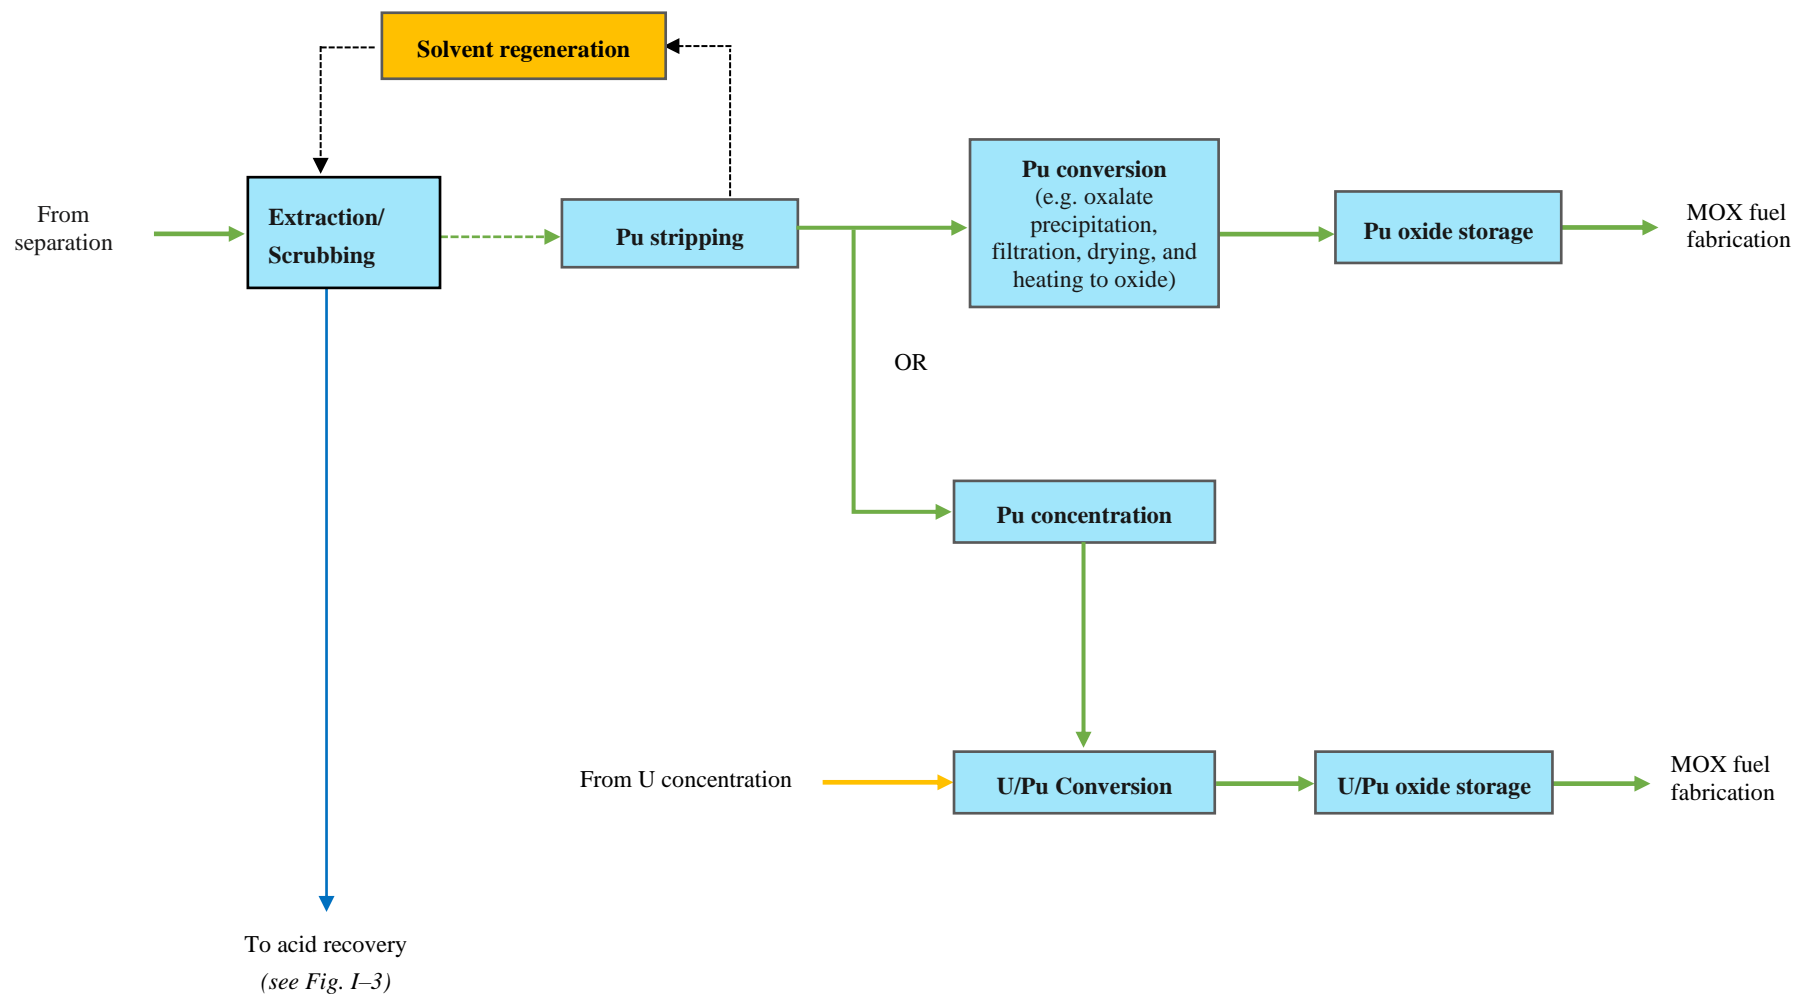 Solvent regeneration
From
separation
Extraction/
Scrubbing
Pu stripping
Pu conversion
(e.g. oxalate
precipitation,
filtration, drying, and
heating to oxide)
Pu oxide storage
MOX fuel
fabrication
OR
Pu concentration
From U concentration
U/Pu Conversion
U/Pu oxide storage
MOX fuel
fabrication
To acid recovery
(see Fig. I–3)